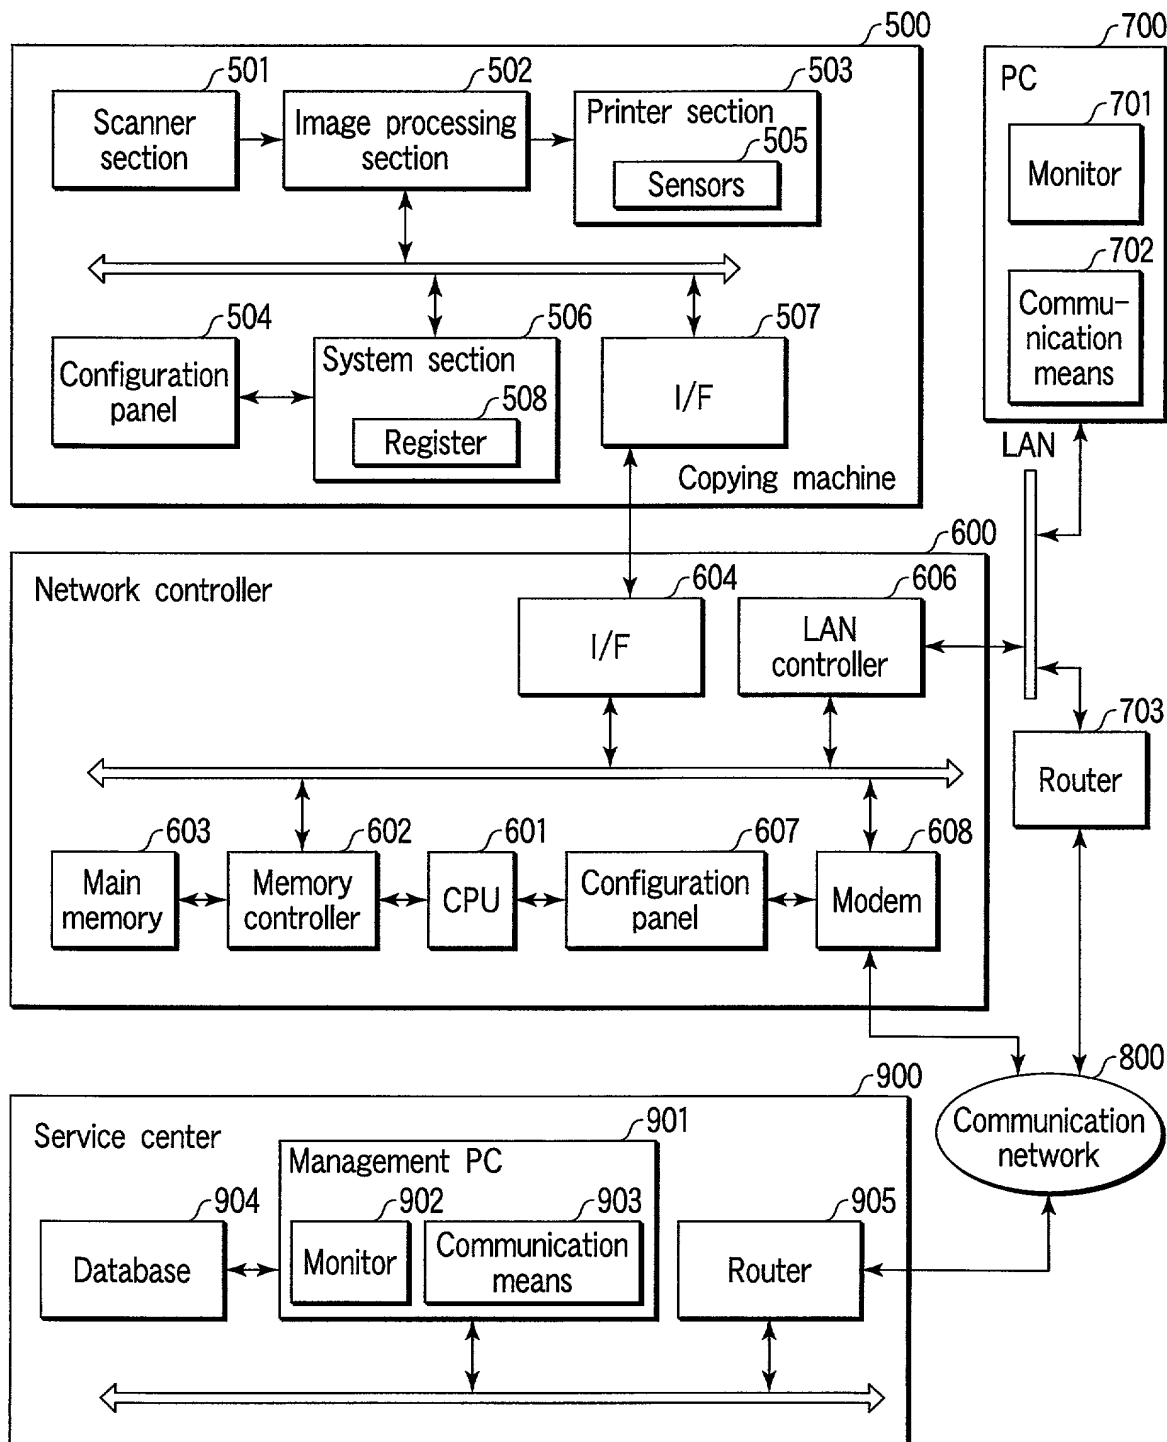 500
501
Scanner
section
502
Image processing
section
503
Printer section
505
Sensors
504
Configuration
panel
506
System section
508
Register
507
I/F
Copying machine
700
PC
701
Monitor
702
Commu-
nication
means
LAN
600
Network controller
604
I/F
606
LAN
controller
703
Router
603
Main
memory
602
Memory
controller
601
CPU
607
Configuration
panel
608
Modem
800
Communication
network
900
Service center
901
Management PC
902
Monitor
903
Communication
means
904
Database
905
Router